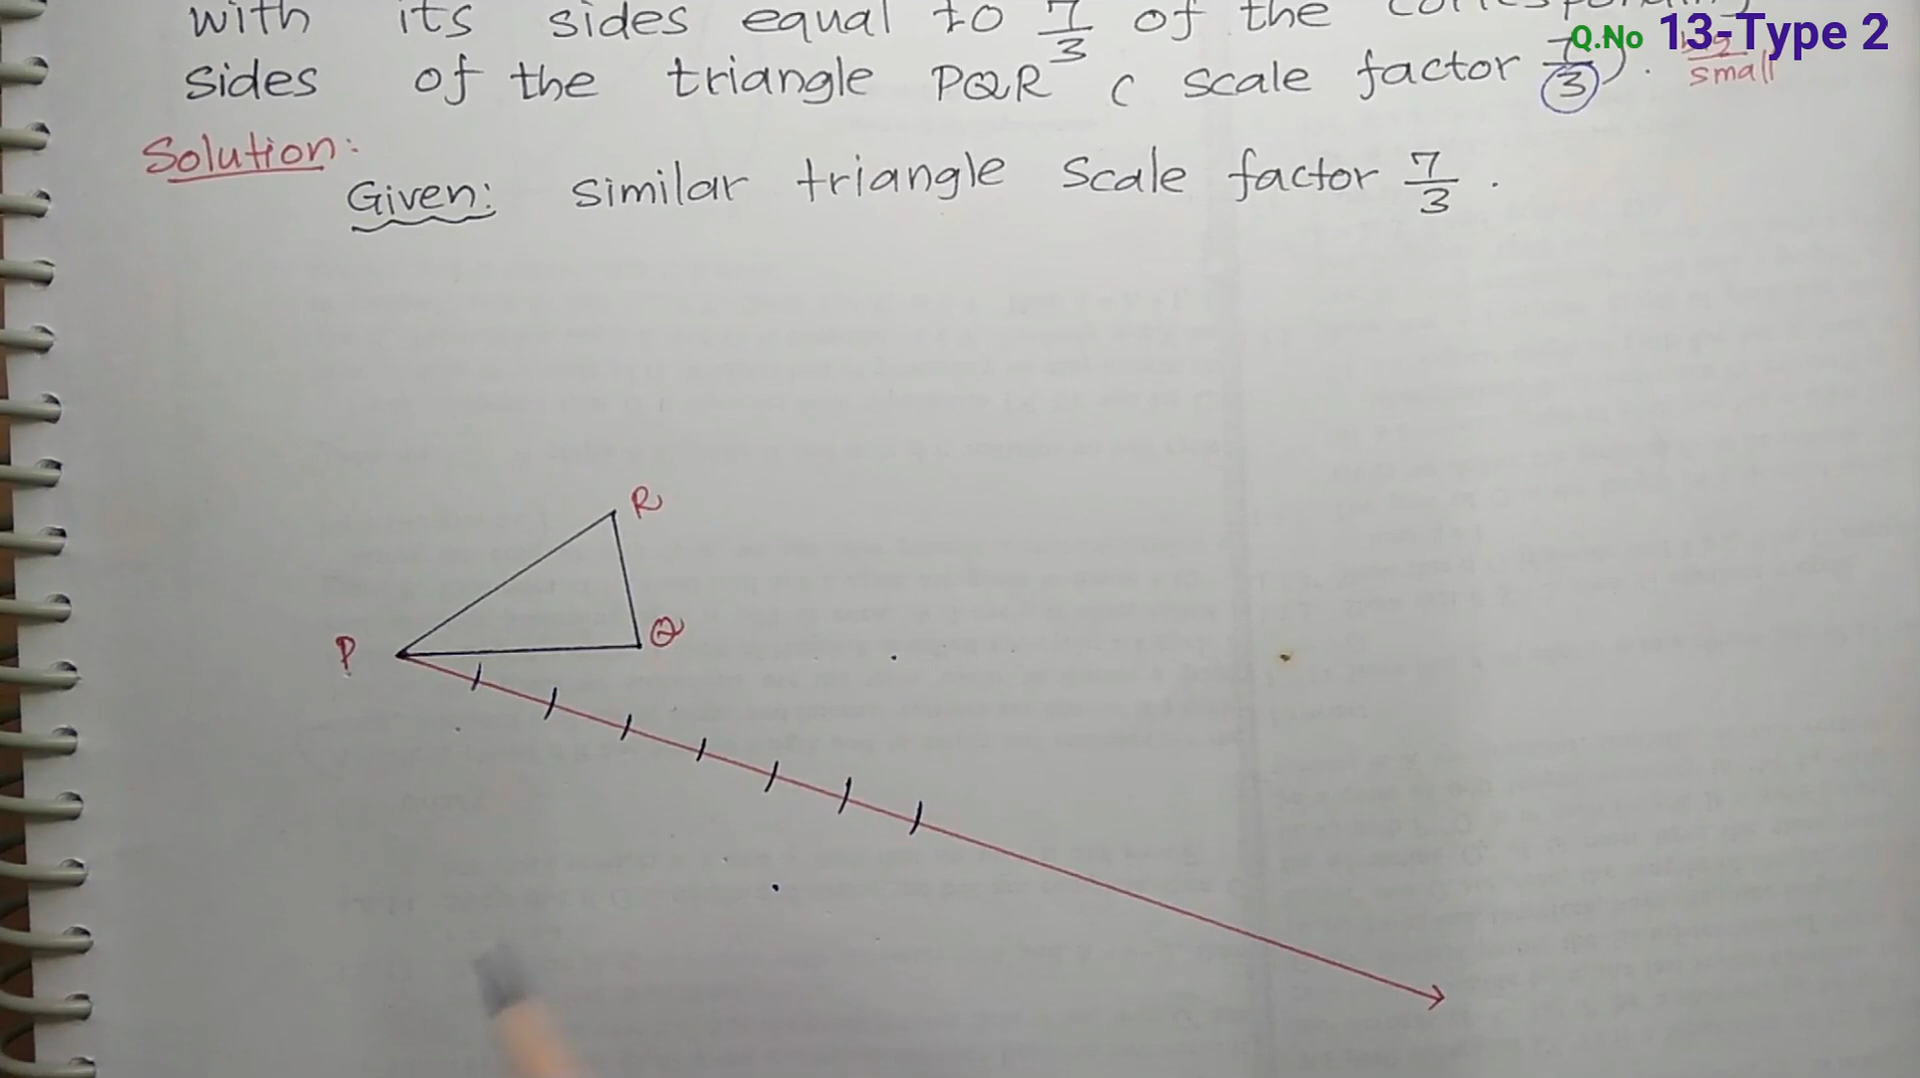 with its sides equal to 7/3 of the corresponding
Q.No 13-Type 2
sides of the triangle PQR ( scale factor 7/3 ).
small
Solution:
Given: similar triangle scale factor 7/3 .
R
P
Q